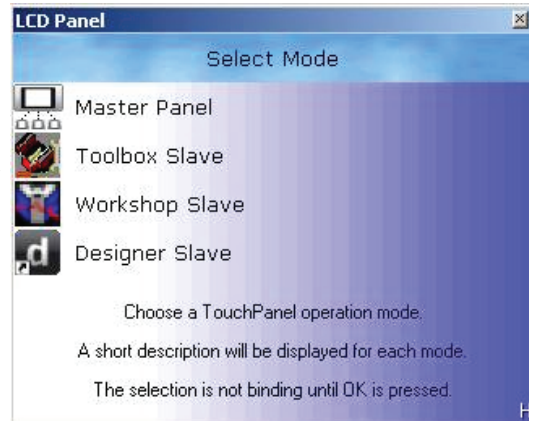 LCD Panel
Select Mode
Master Panel
Toolbox Slave
Workshop Slave
Designer Slave
Choose a TouchPanel operation mode.
A short description will be displayed for each mode.
The selection is not binding until OK is pressed.
H